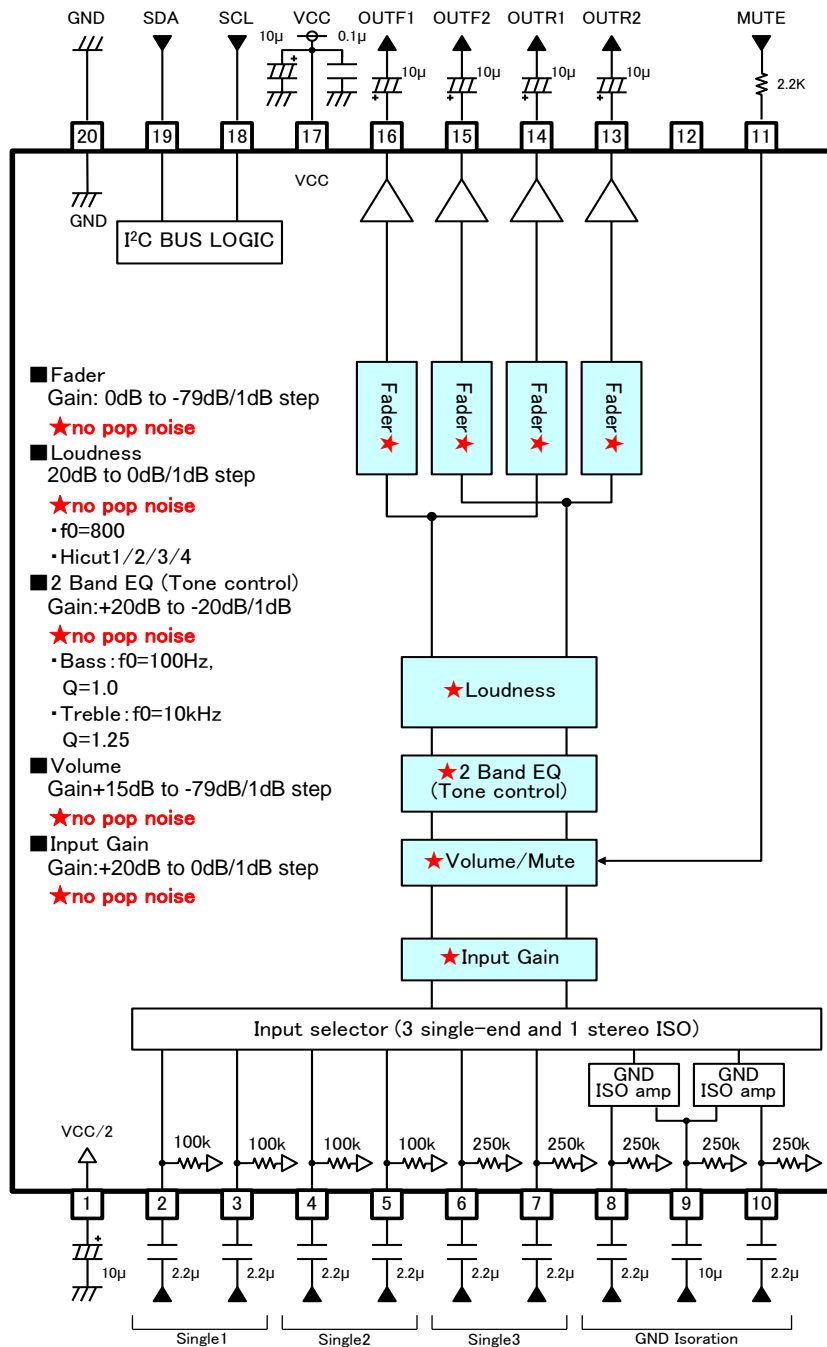 GND SDA SCL VCC OUTF1 OUTF2 OUTR1 OUTR2 MUTE
10μ + 0.1μ 10μ 10μ 10μ 10μ 2.2K
+ + + +
20 19 18 17 16 15 14 13 12 11
GND
VCC
I²C BUS LOGIC
■Fader
Gain: 0dB to -79dB/1dB step
★no pop noise
■Loudness
20dB to 0dB/1dB step
★no pop noise
・f0=800
・Hicut1/2/3/4
■2 Band EQ (Tone control)
Gain:+20dB to -20dB/1dB
★no pop noise
・Bass:f0=100Hz,
Q=1.0
・Treble:f0=10kHz
Q=1.25
■Volume
Gain+15dB to -79dB/1dB step
★no pop noise
■Input Gain
Gain:+20dB to 0dB/1dB step
★no pop noise
Fader★
Fader★
Fader★
Fader★
★Loudness
★2 Band EQ
(Tone control)
★Volume/Mute
★Input Gain
Input selector (3 single-end and 1 stereo ISO)
GND
ISO amp
GND
ISO amp
VCC/2
100k 100k 100k 100k 250k 250k 250k 250k 250k
1 2 3 4 5 6 7 8 9 10
+
10μ 2.2μ 2.2μ 2.2μ 2.2μ 2.2μ 2.2μ 2.2μ 10μ 2.2μ
Single1 Single2 Single3 GND Isoration